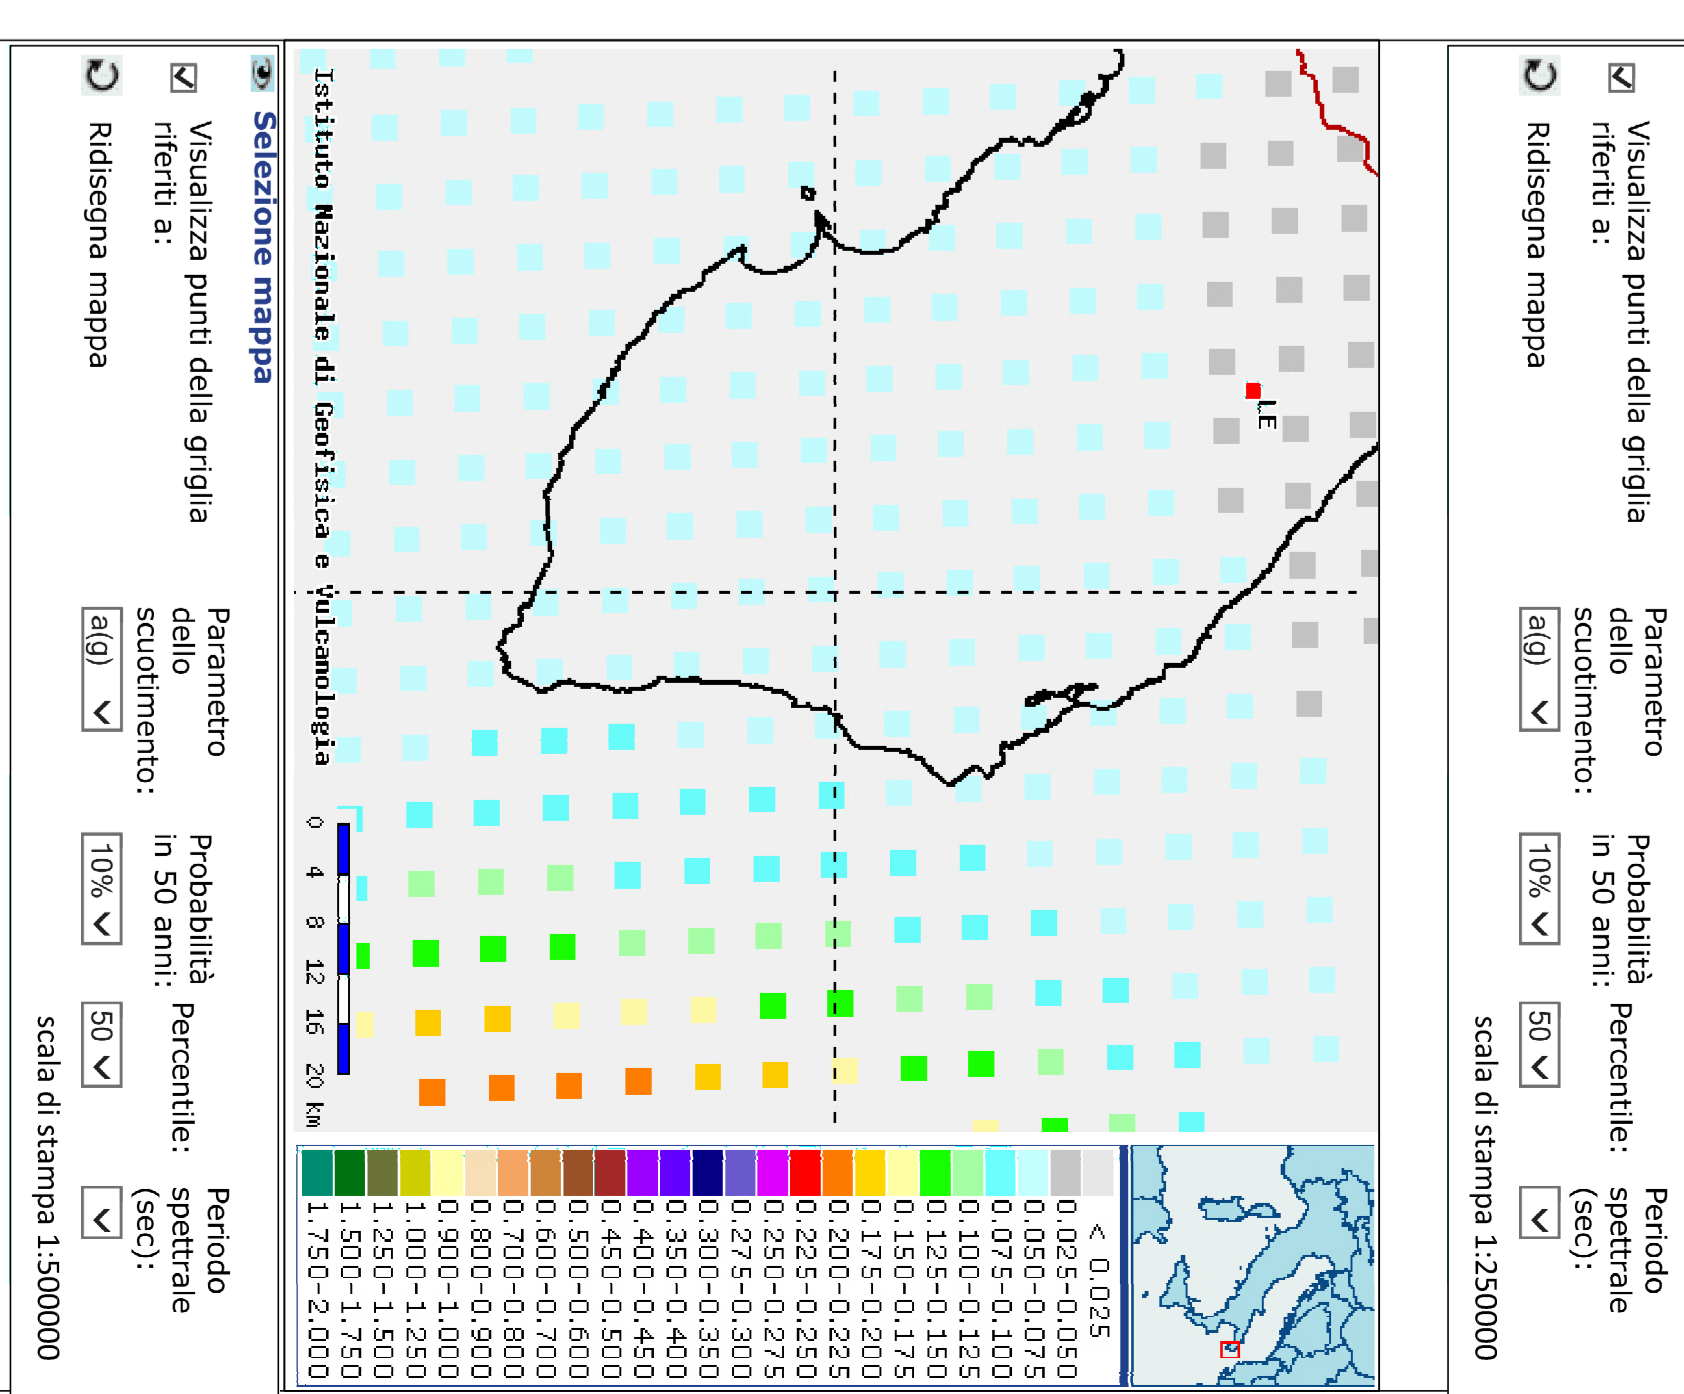 Visualizza punti della griglia
riferiti a:
Ridisegna mappa
Parametro
dello
scuotimento:
a(g)
Probabilità
in 50 anni:
10%
Percentile:
50
Periodo
spettrale
(sec):
scala di stampa 1:250000
LE
Istituto Nazionale di Geofisica e Vulcanologia
0 4 8 12 16 20 km
< 0.025
0.025-0.050
0.050-0.075
0.075-0.100
0.100-0.125
0.125-0.150
0.150-0.175
0.175-0.200
0.200-0.225
0.225-0.250
0.250-0.275
0.275-0.300
0.300-0.350
0.350-0.400
0.400-0.450
0.450-0.500
0.500-0.600
0.600-0.700
0.700-0.800
0.800-0.900
0.900-1.000
1.000-1.250
1.250-1.500
1.500-1.750
1.750-2.000
Selezione mappa
Visualizza punti della griglia
riferiti a:
Ridisegna mappa
Parametro
dello
scuotimento:
a(g)
Probabilità
in 50 anni:
10%
Percentile:
50
Periodo
spettrale
(sec):
scala di stampa 1:500000